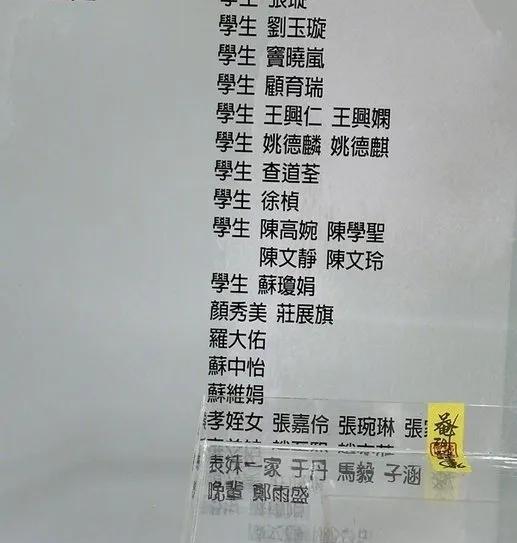 學生 張璇
學生 劉玉璇
學生 竇曉嵐
學生 顧育瑞
學生 王興仁 王興嫻
學生 姚德麟 姚德麒
學生 查道荃
學生 徐楨
學生 陳高婉 陳學聖
陳文靜 陳文玲
學生 蘇瓊娟
顏秀美 莊展旗
羅大佑
蘇中怡
蘇維娟
孝姪女 張嘉伶 張琬琳 張
表妹一家 于丹 馬毅 子涵
晚輩 鄭雨盛